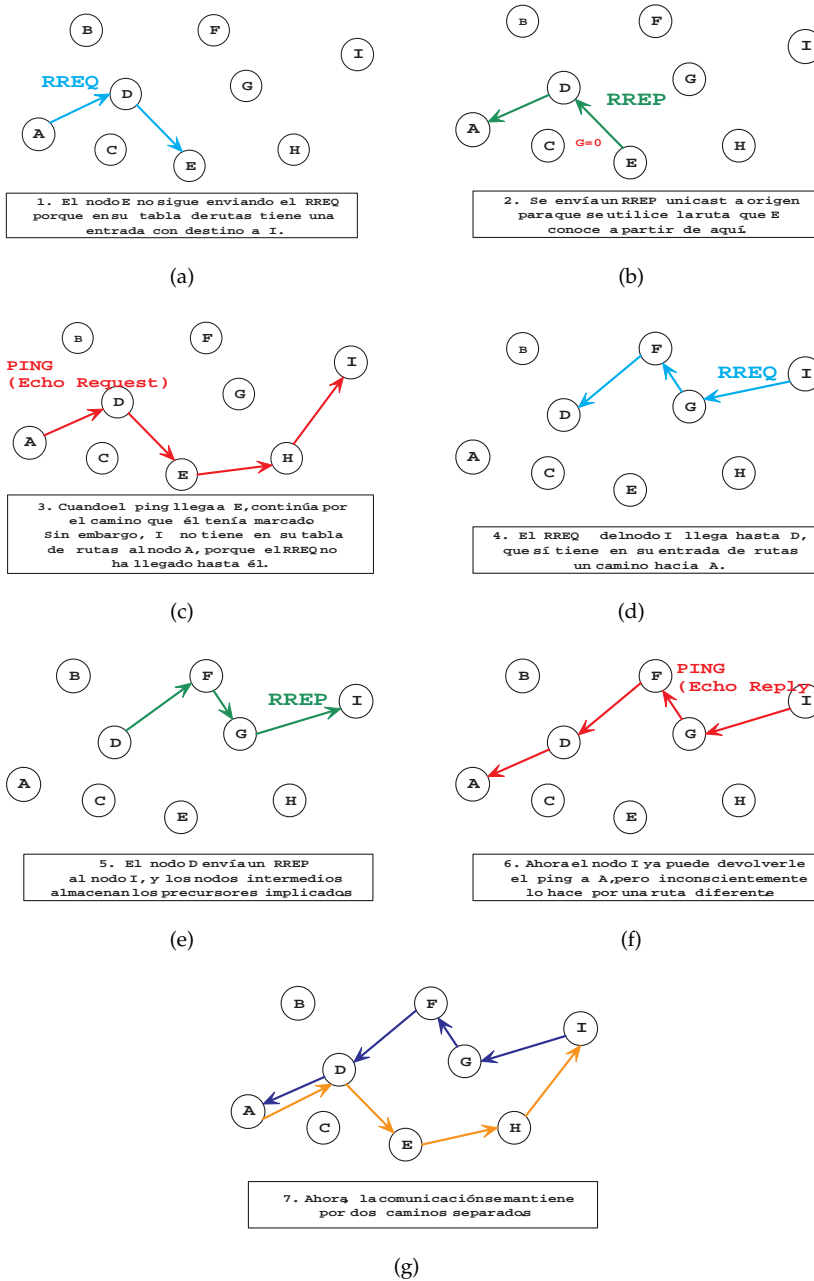 B
F
I
RREQ
D
G
A
C
E
H
1. El nodo E no sigue enviando el RREQ
porque en su tabla de rutas tiene una
entrada con destino a I.
(a)
B
F
I
D
G
RREP
A
C
G=0
H
E
2. Se envía un RREP unicast a origen
para que se utilice la ruta que E
conoce a partir de aquí.
(b)
B
F
PING
(Echo Request)
I
D
G
A
C
E
H
3. Cuando el ping llega a E, continúa por
el camino que él tenía marcado.
Sin embargo, I no tiene en su tabla
de rutas al nodo A, porque el RREQ no
ha llegado hasta él.
(c)
B
F
RREQ
I
D
G
A
C
E
H
4. El RREQ del nodo I llega hasta D,
que sí tiene en su entrada de rutas
un camino hacia A.
(d)
B
F
RREP
I
D
G
A
C
E
H
5. El nodo D envía un RREP
al nodo I, y los nodos intermedios
almacenan los precursores implicados.
(e)
B
F
PING
(Echo Reply
I
D
G
A
C
E
H
6. Ahora el nodo I ya puede devolverle
el ping a A, pero inconscientemente
lo hace por una ruta diferente.
(f)
B
F
I
D
G
A
C
E
H
7. Ahora, la comunicación se mantiene
por dos caminos separados.
(g)